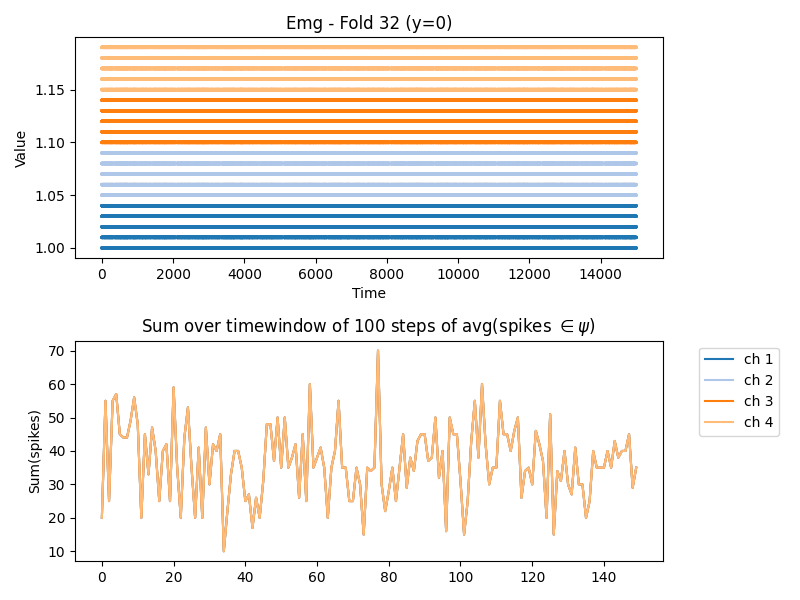 Emg - Fold 32 (y=0)
Value
1.15
1.10
1.05
1.00
0 2000 4000 6000 8000 10000 12000 14000
Time
Sum over timewindow of 100 steps of avg(spikes ∈ ψ)
Sum(spikes)
70
60
50
40
30
20
10
0 20 40 60 80 100 120 140
ch 1
ch 2
ch 3
ch 4